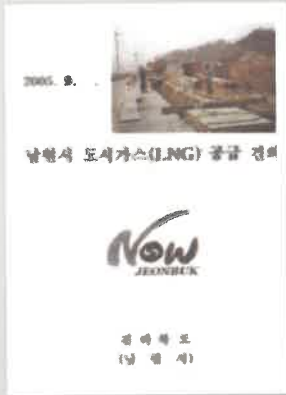 2005. 9. .
남원시 도시가스(LNG) 공급 건의
NOW
JEONBUK
전라북도
(남 원 시)